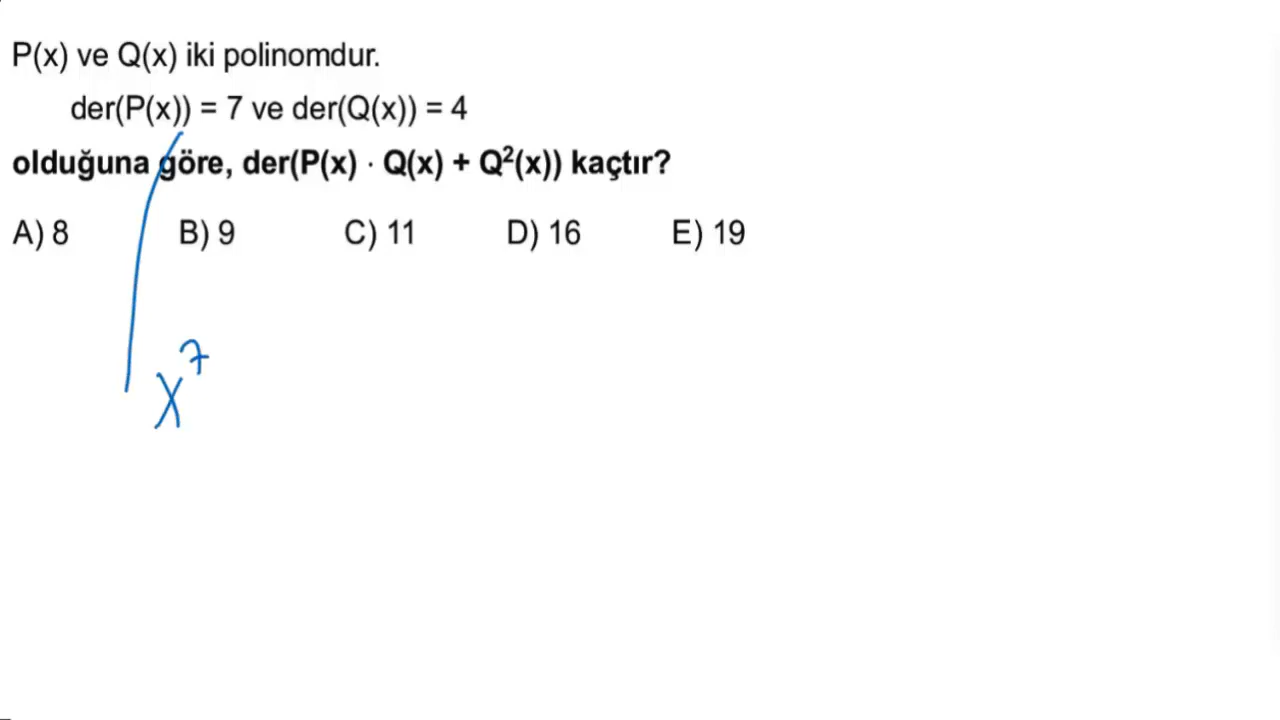 P(x) ve Q(x) iki polinomdur.
der(P(x)) = 7 ve der(Q(x)) = 4
olduğuna göre, der(P(x) · Q(x) + Q²(x)) kaçtır?
A) 8 B) 9 C) 11 D) 16 E) 19
x⁷